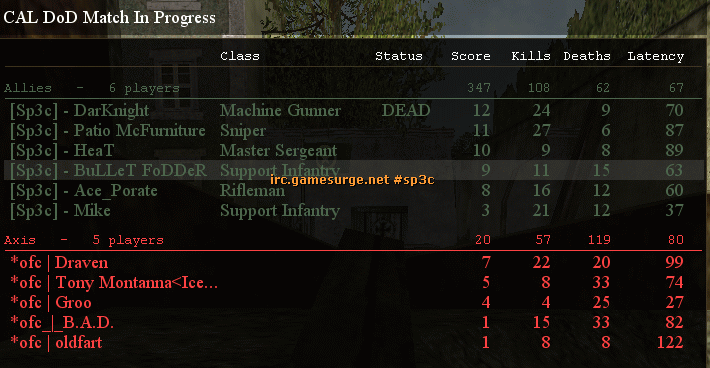 CAL DoD Match In Progress
Class Status Score Kills Deaths Latency
Allies - 6 players 347 108 62 67
[Sp3c] - DarKnight Machine Gunner DEAD 12 24 9 70
[Sp3c] - Patio McFurniture Sniper 11 27 6 87
[Sp3c] - HeaT Master Sergeant 10 9 8 89
[Sp3c] - BuLLeT FoDDeR Support Infantry 9 11 15 63
irc.gamesurge.net #sp3c
[Sp3c] - Ace_Porate Rifleman 8 16 12 60
[Sp3c] - Mike Support Infantry 3 21 12 37
Axis - 5 players 20 57 119 80
*ofc | Draven 7 22 20 99
*ofc | Tony Montanna<Ice... 5 8 33 74
*ofc | Groo 4 4 25 27
*ofc_|_B.A.D. 1 15 33 82
*ofc | oldfart 1 8 8 122